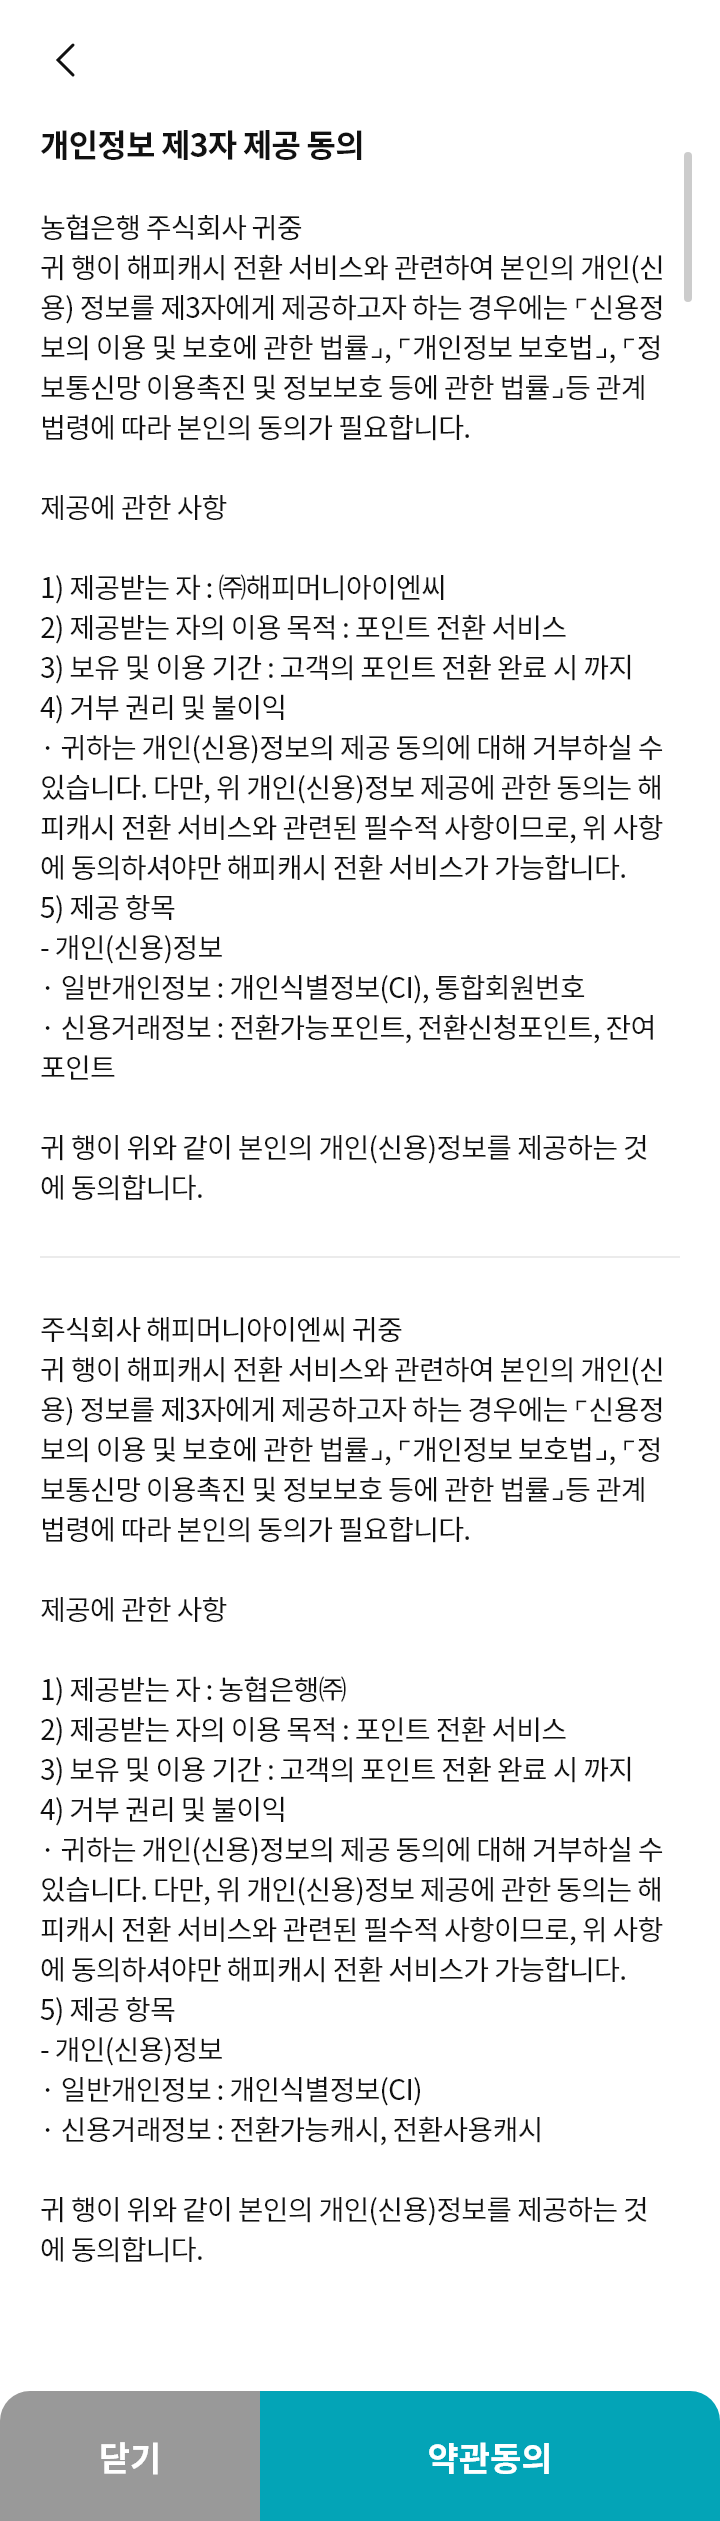 개인정보 제3자 제공 동의
농협은행 주식회사 귀중
귀 행이 해피캐시 전환 서비스와 관련하여 본인의 개인(신
용) 정보를 제3자에게 제공하고자 하는 경우에는 ｢신용정
보의 이용 및 보호에 관한 법률｣, ｢개인정보 보호법｣, ｢정
보통신망 이용촉진 및 정보보호 등에 관한 법률｣등 관계
법령에 따라 본인의 동의가 필요합니다.
제공에 관한 사항
1) 제공받는 자 : ㈜해피머니아이엔씨
2) 제공받는 자의 이용 목적 : 포인트 전환 서비스
3) 보유 및 이용 기간 : 고객의 포인트 전환 완료 시 까지
4) 거부 권리 및 불이익
· 귀하는 개인(신용)정보의 제공 동의에 대해 거부하실 수
있습니다. 다만, 위 개인(신용)정보 제공에 관한 동의는 해
피캐시 전환 서비스와 관련된 필수적 사항이므로, 위 사항
에 동의하셔야만 해피캐시 전환 서비스가 가능합니다.
5) 제공 항목
- 개인(신용)정보
· 일반개인정보 : 개인식별정보(CI), 통합회원번호
· 신용거래정보 : 전환가능포인트, 전환신청포인트, 잔여
포인트
귀 행이 위와 같이 본인의 개인(신용)정보를 제공하는 것
에 동의합니다.
주식회사 해피머니아이엔씨 귀중
귀 행이 해피캐시 전환 서비스와 관련하여 본인의 개인(신
용) 정보를 제3자에게 제공하고자 하는 경우에는 ｢신용정
보의 이용 및 보호에 관한 법률｣, ｢개인정보 보호법｣, ｢정
보통신망 이용촉진 및 정보보호 등에 관한 법률｣등 관계
법령에 따라 본인의 동의가 필요합니다.
제공에 관한 사항
1) 제공받는 자 : 농협은행㈜
2) 제공받는 자의 이용 목적 : 포인트 전환 서비스
3) 보유 및 이용 기간 : 고객의 포인트 전환 완료 시 까지
4) 거부 권리 및 불이익
· 귀하는 개인(신용)정보의 제공 동의에 대해 거부하실 수
있습니다. 다만, 위 개인(신용)정보 제공에 관한 동의는 해
피캐시 전환 서비스와 관련된 필수적 사항이므로, 위 사항
에 동의하셔야만 해피캐시 전환 서비스가 가능합니다.
5) 제공 항목
- 개인(신용)정보
· 일반개인정보 : 개인식별정보(CI)
· 신용거래정보 : 전환가능캐시, 전환사용캐시
귀 행이 위와 같이 본인의 개인(신용)정보를 제공하는 것
에 동의합니다.
닫기
약관동의